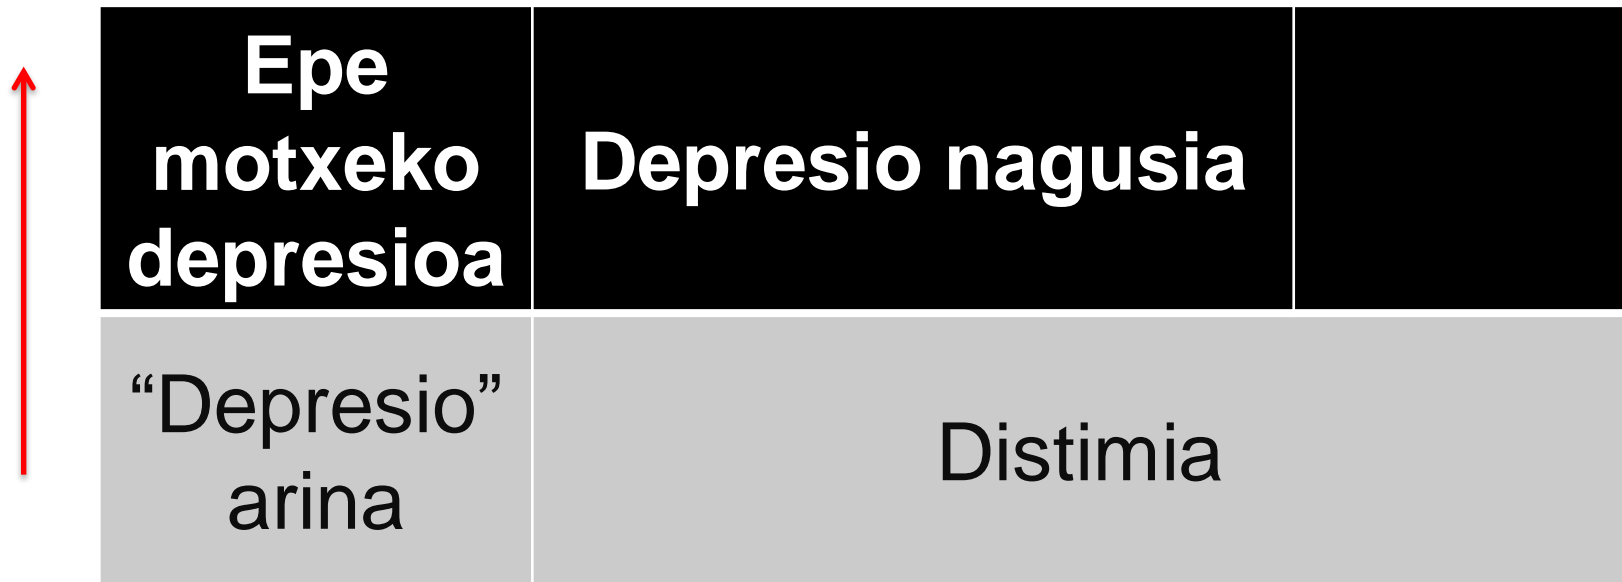 Epe
motxeko
depresioa
Depresio nagusia
“Depresio”
arina
Distimia